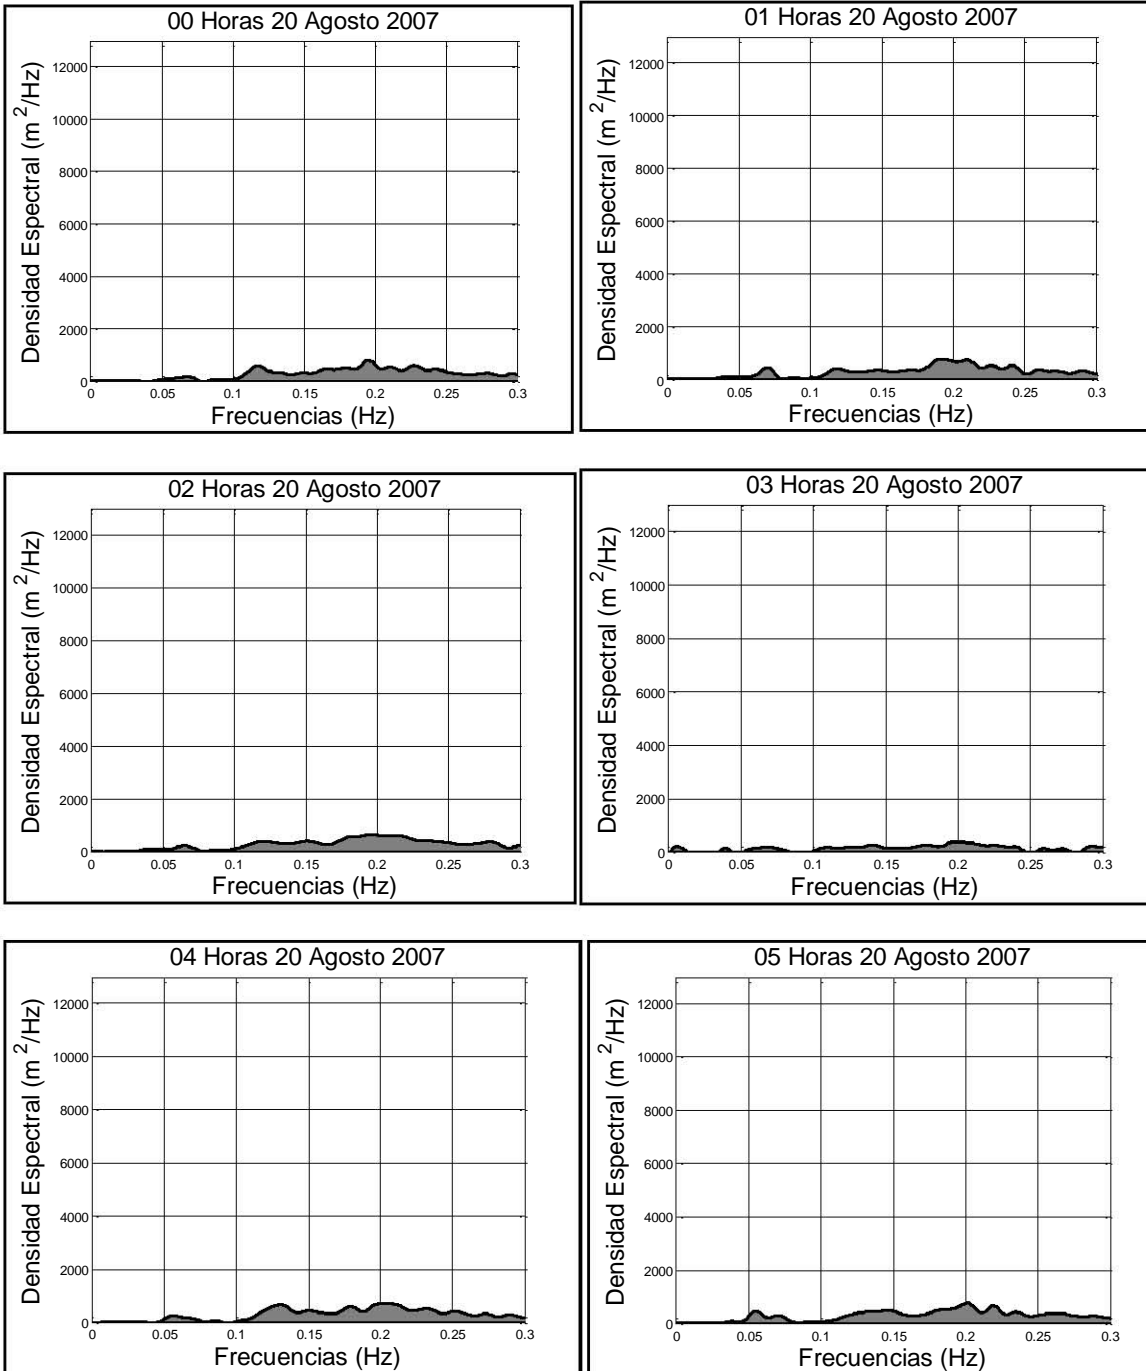 00 Horas 20 Agosto 2007
Densidad Espectral (m 2/Hz)
12000
10000
8000
6000
4000
2000
0
0 0.05 0.1 0.15 0.2 0.25 0.3
Frecuencias (Hz)
01 Horas 20 Agosto 2007
Densidad Espectral (m 2/Hz)
12000
10000
8000
6000
4000
2000
0
0 0.05 0.1 0.15 0.2 0.25 0.3
Frecuencias (Hz)
02 Horas 20 Agosto 2007
Densidad Espectral (m 2/Hz)
12000
10000
8000
6000
4000
2000
0
0 0.05 0.1 0.15 0.2 0.25 0.3
Frecuencias (Hz)
03 Horas 20 Agosto 2007
Densidad Espectral (m 2/Hz)
12000
10000
8000
6000
4000
2000
0
0 0.05 0.1 0.15 0.2 0.25 0.3
Frecuencias (Hz)
04 Horas 20 Agosto 2007
Densidad Espectral (m 2/Hz)
12000
10000
8000
6000
4000
2000
0
0 0.05 0.1 0.15 0.2 0.25 0.3
Frecuencias (Hz)
05 Horas 20 Agosto 2007
Densidad Espectral (m 2/Hz)
12000
10000
8000
6000
4000
2000
0
0 0.05 0.1 0.15 0.2 0.25 0.3
Frecuencias (Hz)